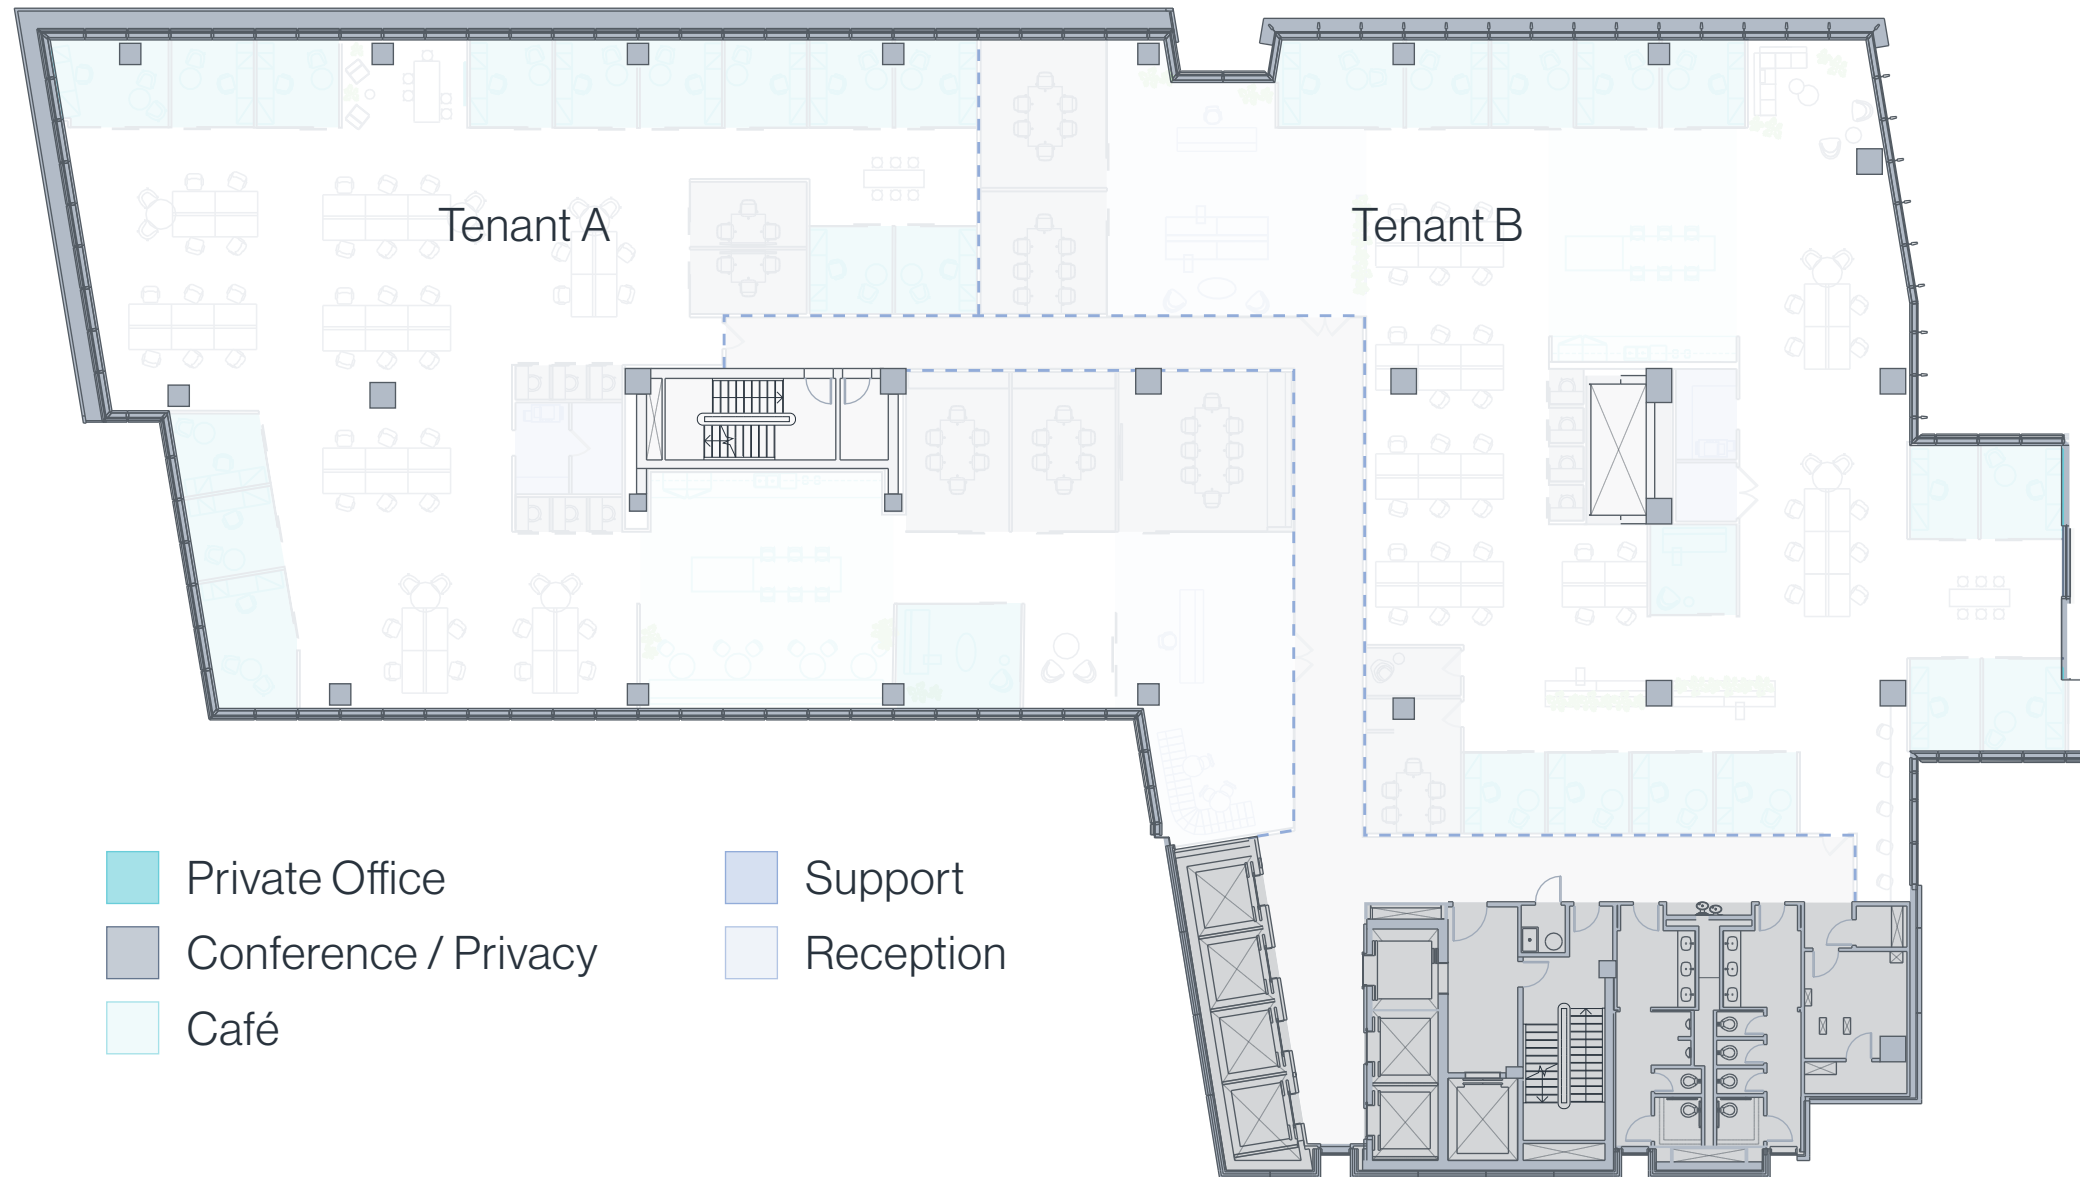 Tenant A
Tenant B
Private Office
Conference / Privacy
Café
Support
Reception